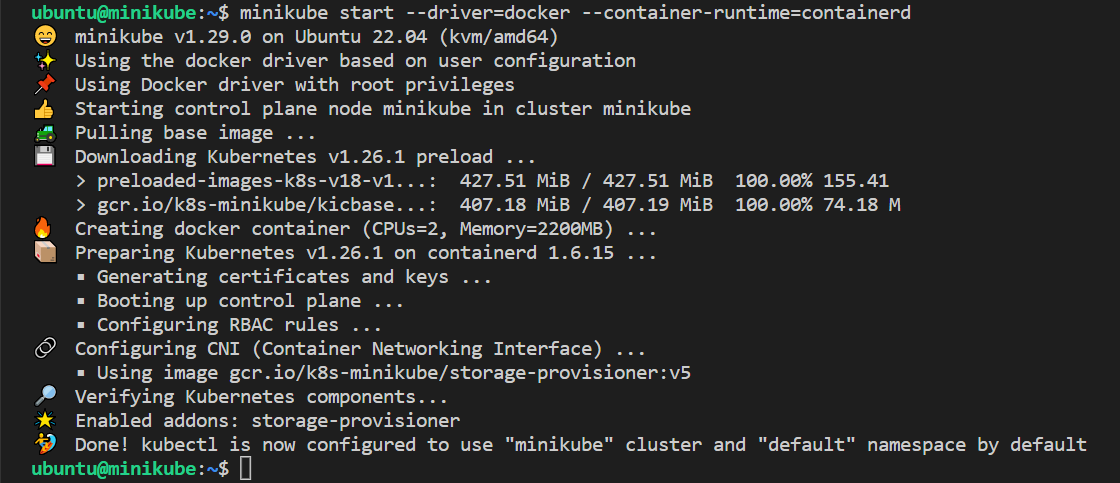 ubuntu@minikube:~$ minikube start --driver=docker --container-runtime=containerd
😄 minikube v1.29.0 on Ubuntu 22.04 (kvm/amd64)
✨ Using the docker driver based on user configuration
📌 Using Docker driver with root privileges
👍 Starting control plane node minikube in cluster minikube
🚜 Pulling base image ...
💾 Downloading Kubernetes v1.26.1 preload ...
> preloaded-images-k8s-v18-v1...: 427.51 MiB / 427.51 MiB 100.00% 155.41
> gcr.io/k8s-minikube/kicbase...: 407.18 MiB / 407.19 MiB 100.00% 74.18 M
🔥 Creating docker container (CPUs=2, Memory=2200MB) ...
📦 Preparing Kubernetes v1.26.1 on containerd 1.6.15 ...
▪ Generating certificates and keys ...
▪ Booting up control plane ...
▪ Configuring RBAC rules ...
🔗 Configuring CNI (Container Networking Interface) ...
▪ Using image gcr.io/k8s-minikube/storage-provisioner:v5
🔎 Verifying Kubernetes components...
🌟 Enabled addons: storage-provisioner
🏄 Done! kubectl is now configured to use "minikube" cluster and "default" namespace by default
ubuntu@minikube:~$